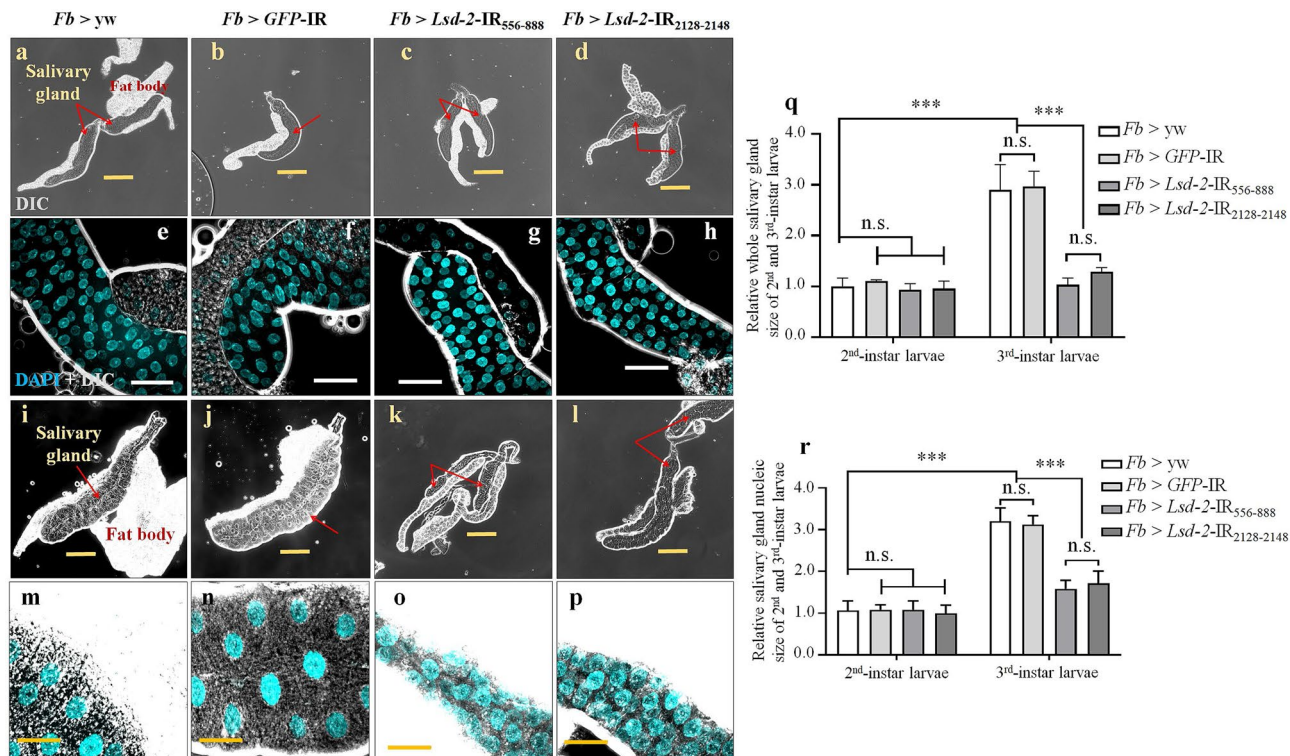 Fb > yw
Fb > GFP-IR
Fb > Lsd-2-IR556-888
Fb > Lsd-2-IR2128-2148
a
b
c
d
Salivary
gland
Fat body
DIC
e
f
g
h
DAPI + DIC
i
j
k
l
Salivary
gland
Fat body
m
n
o
p
q
Relative whole salivary gland
size of 2nd and 3rd-instar larvae
4.0
3.0
2.0
1.0
0.0
***
***
n.s.
n.s.
n.s.
2nd-instar larvae
3rd-instar larvae
Fb > yw
Fb > GFP-IR
Fb > Lsd-2-IR556-888
Fb > Lsd-2-IR2128-2148
r
Relative salivary gland nucleic
size of 2nd and 3rd-instar larvae
4.0
3.0
2.0
1.0
0.0
***
***
n.s.
n.s.
n.s.
2nd-instar larvae
3rd-instar larvae
Fb > yw
Fb > GFP-IR
Fb > Lsd-2-IR556-888
Fb > Lsd-2-IR2128-2148